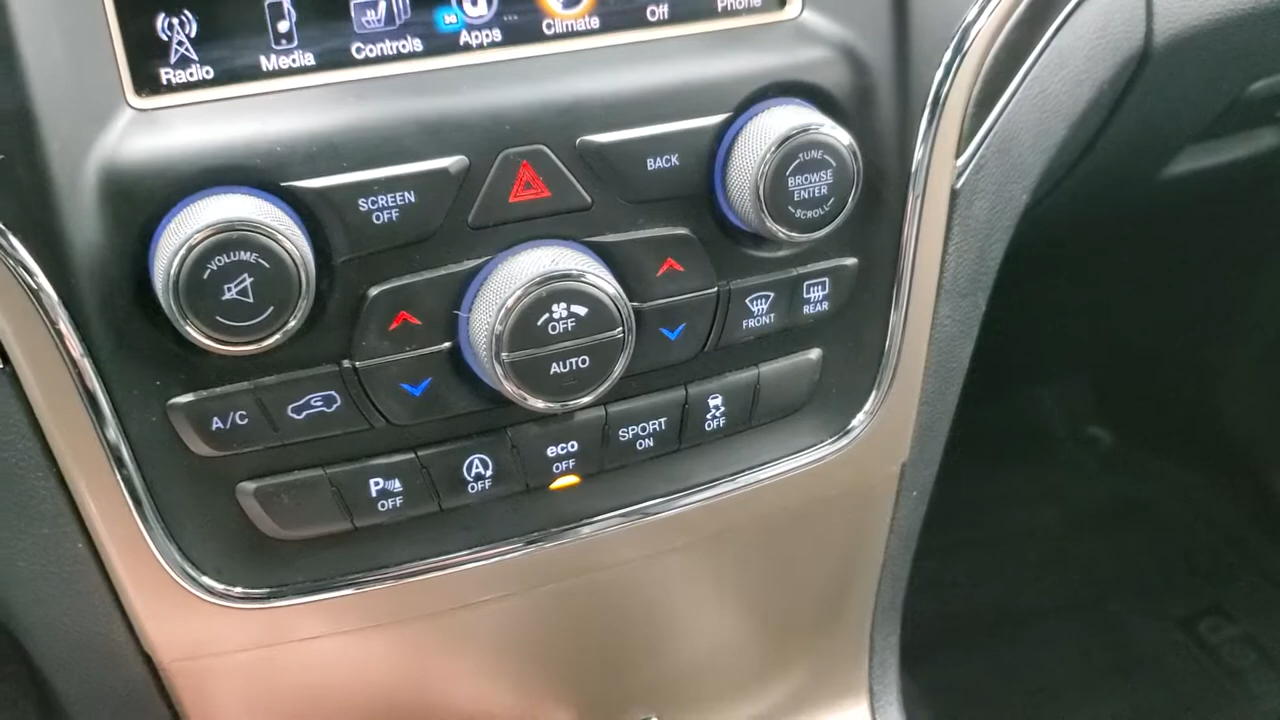 Radio
Media
Controls
Apps
Climate
Off
Phone
SCREEN
OFF
BACK
TUNE
BROWSE
ENTER
SCROLL
VOLUME
OFF
AUTO
FRONT
REAR
A/C
P
OFF
A
OFF
eco
OFF
SPORT
ON
OFF